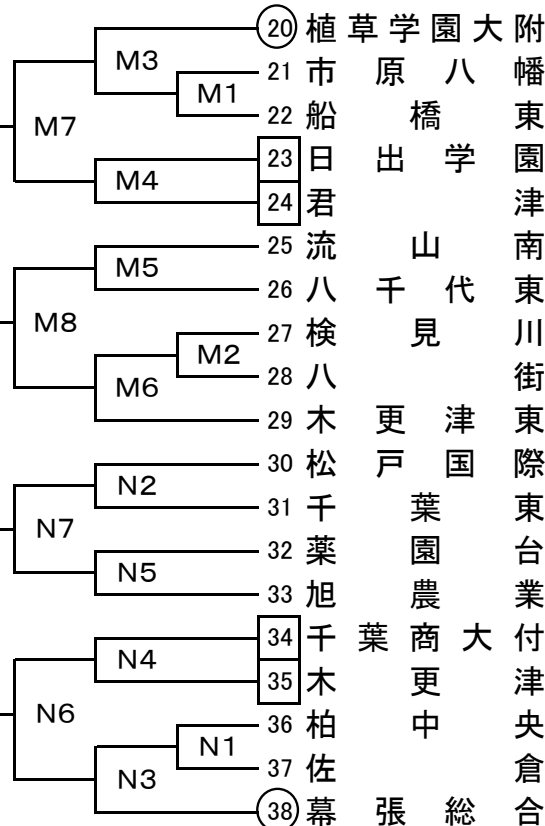 20 植草学園大附
M3
21 市原八幡
M1
22 船橋東
M7
23 日出学園
M4
24 君津
25 流山南
M5
26 八千代東
M8
27 検見川
M2
28 八街
M6
29 木更津東
30 松戸国際
N2
31 千葉東
N7
32 薬園台
N5
33 旭農業
34 千葉商大付
N4
35 木更津
N6
36 柏中央
N1
37 佐倉
N3
38 幕張総合